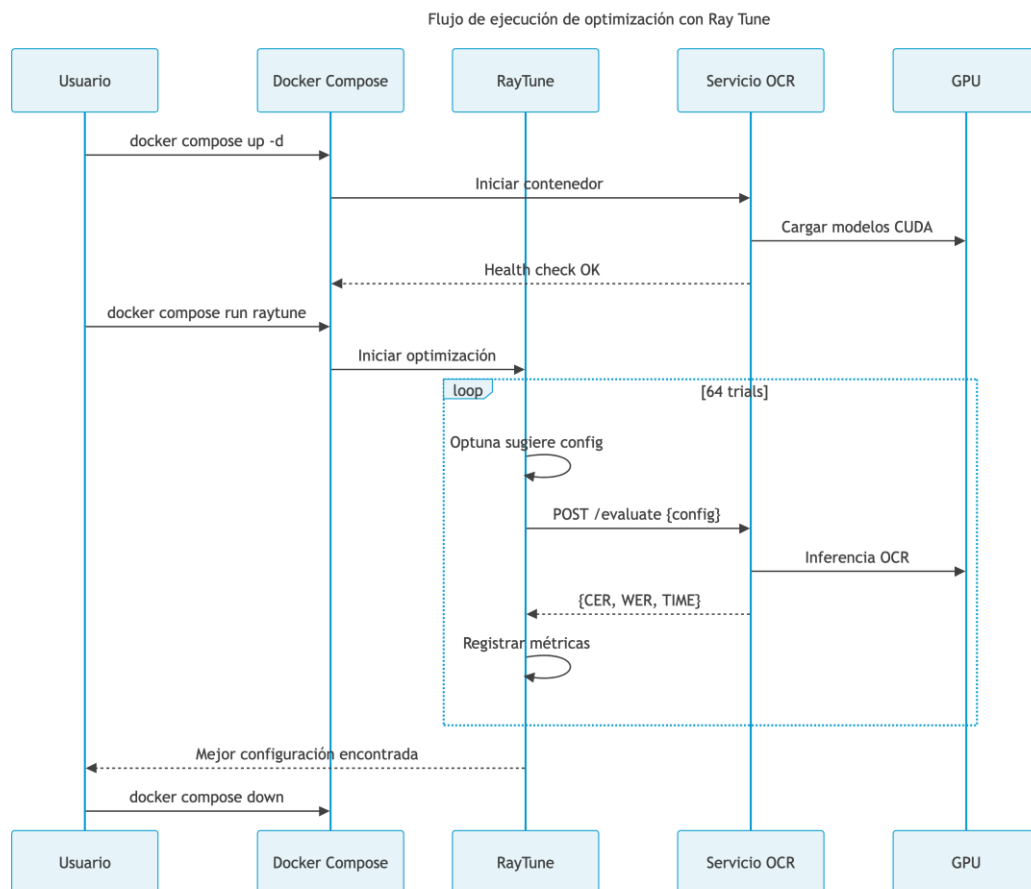 Flujo de ejecución de optimización con Ray Tune
Usuario
Docker Compose
RayTune
Servicio OCR
GPU
docker compose up -d
Iniciar contenedor
Cargar modelos CUDA
Health check OK
docker compose run raytune
Iniciar optimización
loop
[64 trials]
Optuna sugiere config
POST /evaluate {config}
Inferencia OCR
{CER, WER, TIME}
Registrar métricas
Mejor configuración encontrada
docker compose down
Usuario
Docker Compose
RayTune
Servicio OCR
GPU